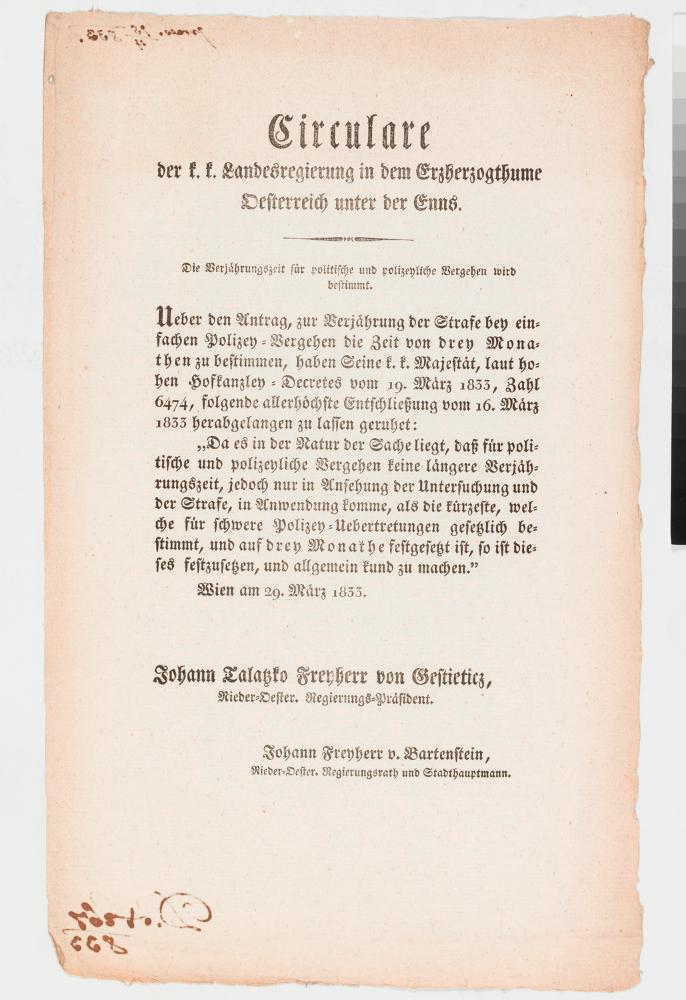 Circulare
der k. k. Landesregierung in dem Erzherzogthume
Oesterreich unter der Enns.
Die Verjährungszeit für politische und polizeyliche Vergehen wird
bestimmt.
Ueber den Antrag, zur Verjährung der Strafe bey ein-
fachen Polizey-Vergehen die Zeit von drey Mona-
then zu bestimmen, haben Seine k. k. Majestät, laut ho-
hen Hofkanzley-Decretes vom 19. März 1833, Zahl
6474, folgende allerhöchste Entschließung vom 16. März
1833 herabgelangen zu lassen geruhet:
„Da es in der Natur der Sache liegt, daß für poli-
tische und polizeyliche Vergehen keine längere Verjäh-
rungszeit, jedoch nur in Ansehung der Untersuchung und
der Strafe, in Anwendung komme, als die kürzeste, wel-
che für schwere Polizey-Uebertretungen gesetzlich be-
stimmt, und auf drey Monathe festgesetzt ist, so ist die-
ses festzusetzen, und allgemein kund zu machen.”
Wien am 29. März 1833.
Johann Talatzko Freyherr von Gestieticz,
Nieder-Oester. Regierungs-Präsident.
Johann Freyherr v. Bartenstein,
Nieder-Oester. Regierungsrath und Stadthauptmann.